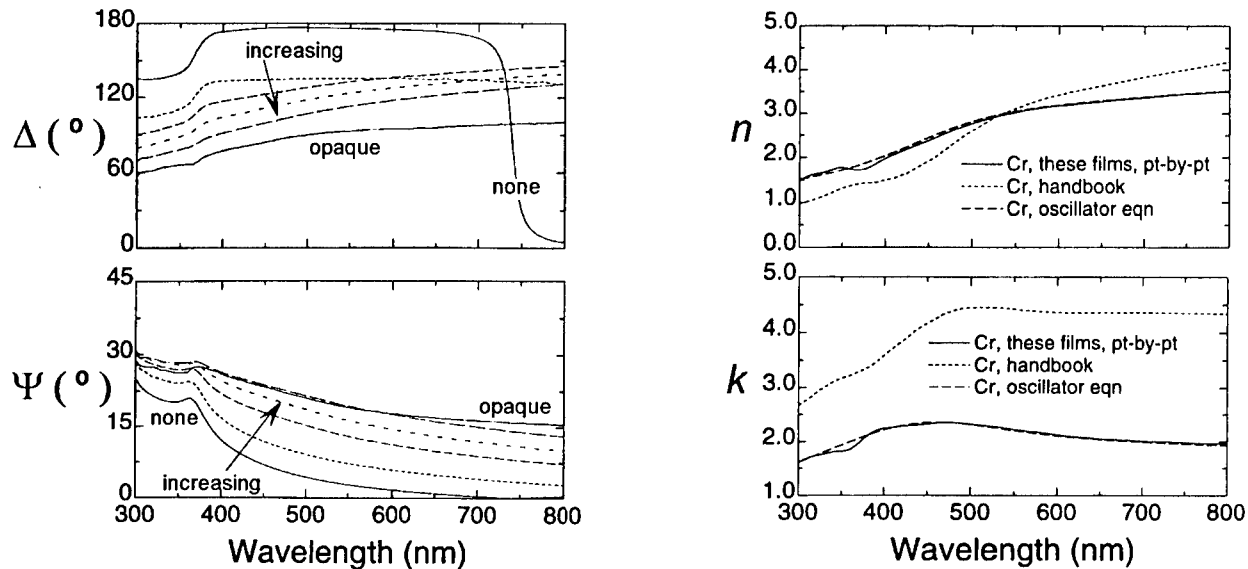 180
120
60
0
Δ (°)
increasing
opaque
none
45
30
15
0
Ψ (°)
none
increasing
opaque
300 400 500 600 700 800
Wavelength (nm)
5.0
4.0
3.0
2.0
1.0
0.0
n
Cr, these films, pt-by-pt
Cr, handbook
Cr, oscillator eqn
5.0
4.0
3.0
2.0
1.0
k
Cr, these films, pt-by-pt
Cr, handbook
Cr, oscillator eqn
300 400 500 600 700 800
Wavelength (nm)